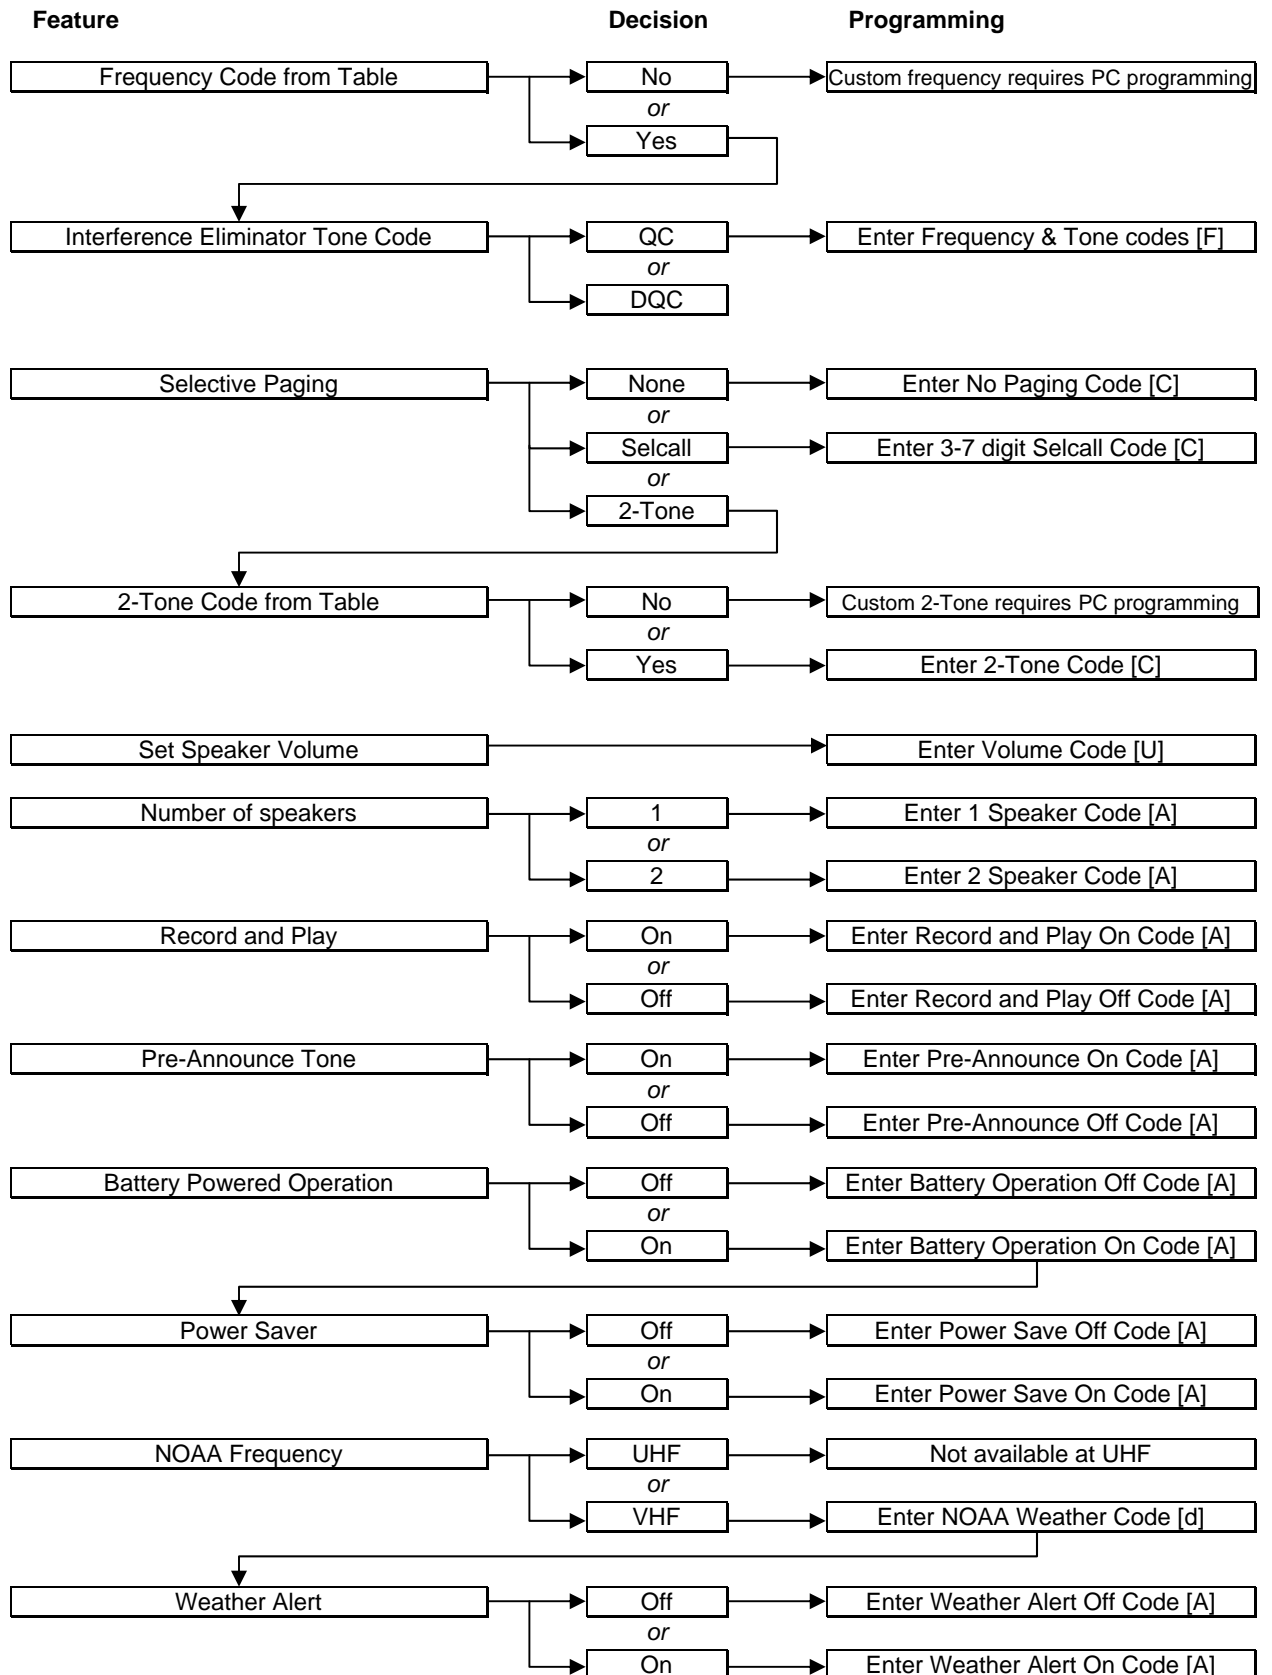 Feature Decision Programming
Frequency Code from Table No Custom frequency requires PC programming
or
Yes
Interference Eliminator Tone Code QC Enter Frequency & Tone codes [F]
or
DQC
Selective Paging None Enter No Paging Code [C]
or
Selcall Enter 3-7 digit Selcall Code [C]
or
2-Tone
2-Tone Code from Table No Custom 2-Tone requires PC programming
or
Yes Enter 2-Tone Code [C]
Set Speaker Volume Enter Volume Code [U]
Number of speakers 1 Enter 1 Speaker Code [A]
or
2 Enter 2 Speaker Code [A]
Record and Play On Enter Record and Play On Code [A]
or
Off Enter Record and Play Off Code [A]
Pre-Announce Tone On Enter Pre-Announce On Code [A]
or
Off Enter Pre-Announce Off Code [A]
Battery Powered Operation Off Enter Battery Operation Off Code [A]
or
On Enter Battery Operation On Code [A]
Power Saver Off Enter Power Save Off Code [A]
or
On Enter Power Save On Code [A]
NOAA Frequency UHF Not available at UHF
or
VHF Enter NOAA Weather Code [d]
Weather Alert Off Enter Weather Alert Off Code [A]
or
On Enter Weather Alert On Code [A]